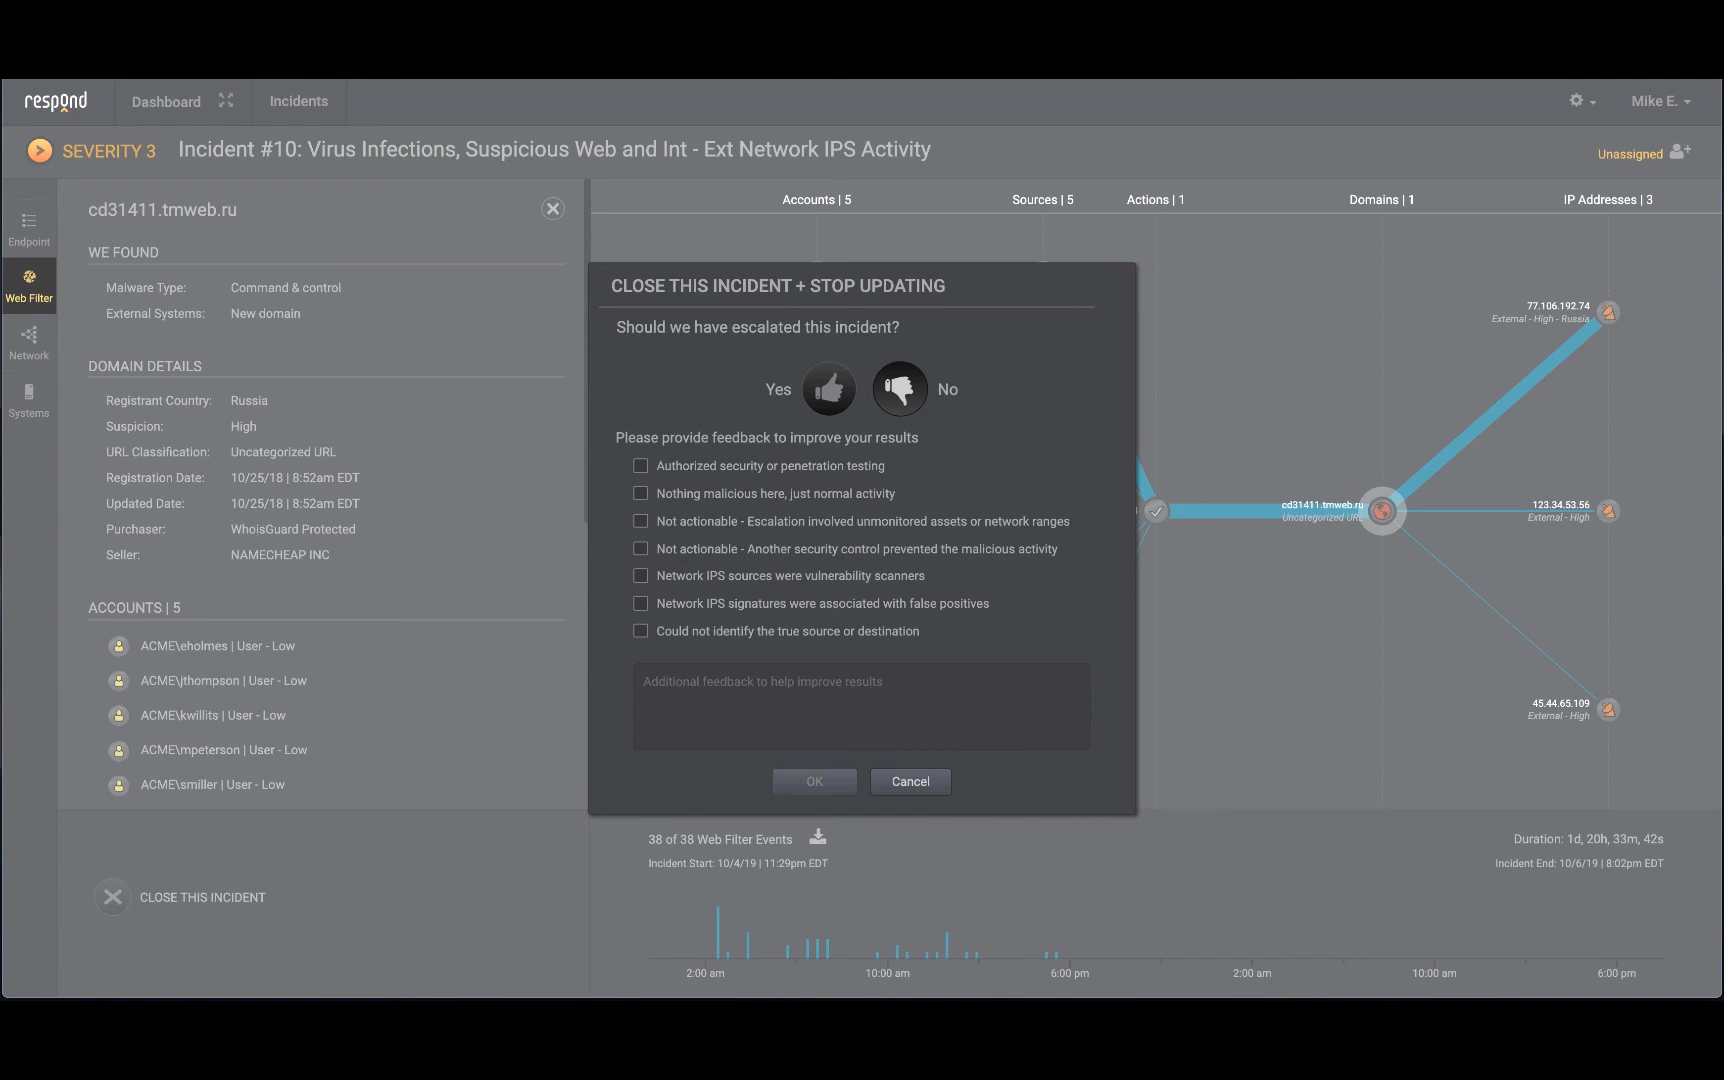 respond
Dashboard
Incidents
Mike E.
SEVERITY 3
Incident #10: Virus Infections, Suspicious Web and Int - Ext Network IPS Activity
Unassigned
Endpoint
Web Filter
Network
Systems
cd31411.tmweb.ru
WE FOUND
Malware Type: Command & control
External Systems: New domain
DOMAIN DETAILS
Registrant Country: Russia
Suspicion: High
URL Classification: Uncategorized URL
Registration Date: 10/25/18 | 8:52am EDT
Updated Date: 10/25/18 | 8:52am EDT
Purchaser: WhoisGuard Protected
Seller: NAMECHEAP INC
ACCOUNTS | 5
ACME\eholmes | User - Low
ACME\jthompson | User - Low
ACME\kwillits | User - Low
ACME\mpeterson | User - Low
ACME\smiller | User - Low
CLOSE THIS INCIDENT
Accounts | 5
Sources | 5
Actions | 1
Domains | 1
IP Addresses | 3
CLOSE THIS INCIDENT + STOP UPDATING
Should we have escalated this incident?
Yes
No
Please provide feedback to improve your results
Authorized security or penetration testing
Nothing malicious here, just normal activity
Not actionable - Escalation involved unmonitored assets or network ranges
Not actionable - Another security control prevented the malicious activity
Network IPS sources were vulnerability scanners
Network IPS signatures were associated with false positives
Could not identify the true source or destination
Additional feedback to help improve results
OK
Cancel
cd31411.tmweb.ru
Uncategorized URL
77.106.192.74
External - High - Russia
123.34.53.56
External - High
45.44.65.109
External - High
38 of 38 Web Filter Events
Incident Start: 10/4/19 | 11:29pm EDT
Duration: 1d, 20h, 33m, 42s
Incident End: 10/6/19 | 8:02pm EDT
2:00 am
10:00 am
6:00 pm
2:00 am
10:00 am
6:00 pm